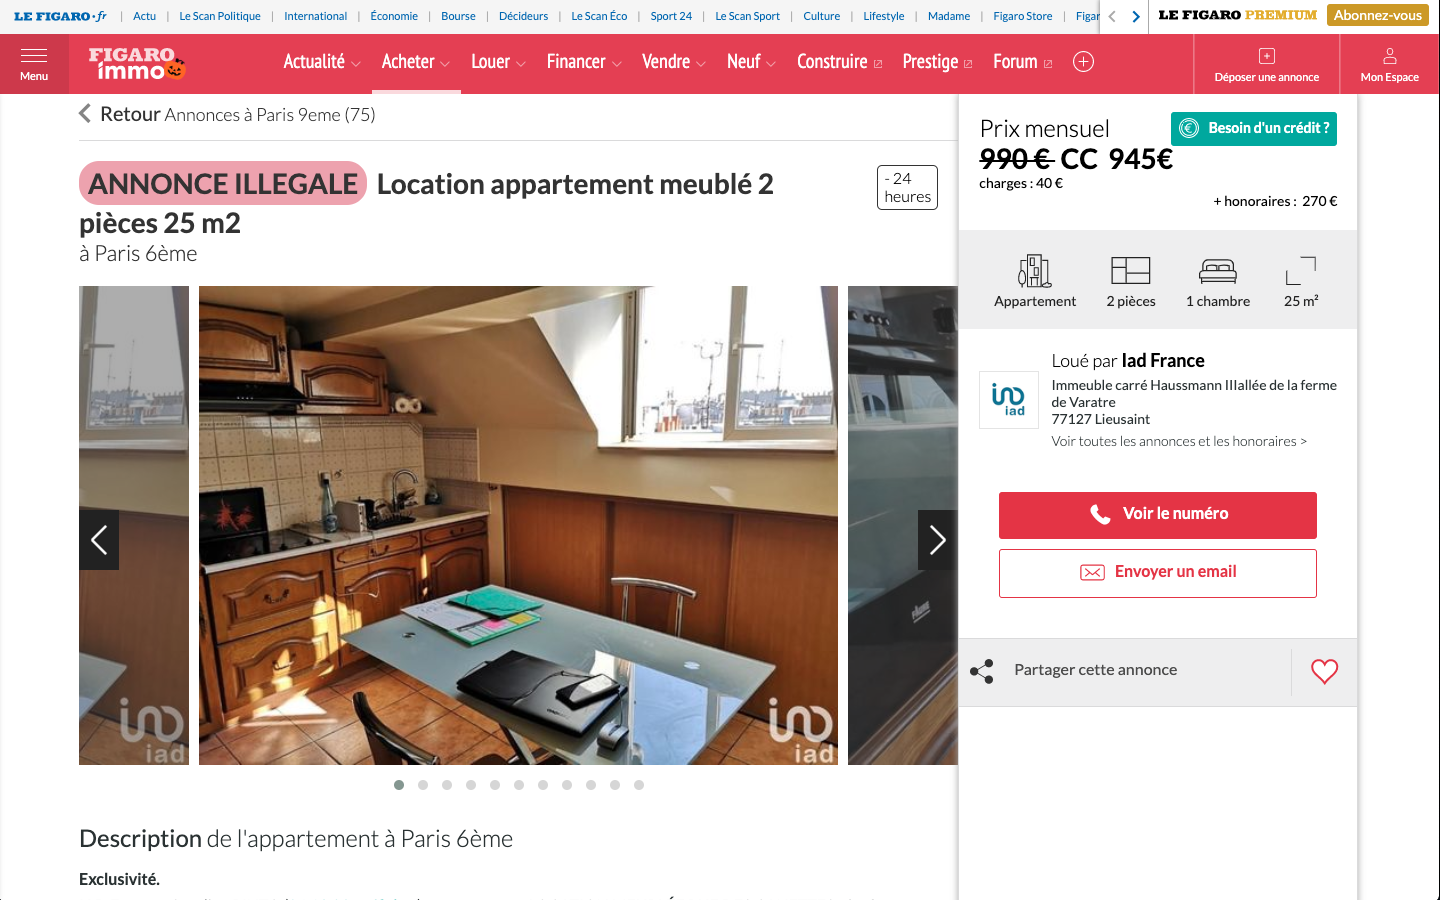 LE FIGARO·fr | Actu | Le Scan Politique | International | Économie | Bourse | Décideurs | Le Scan Éco | Sport 24 | Le Scan Sport | Culture | Lifestyle | Madame | Figaro Store | Figar
LE FIGARO PREMIUM Abonnez-vous
Menu
FIGARO immo
Actualité Acheter Louer Financer Vendre Neuf Construire Prestige Forum
Déposer une annonce
Mon Espace
Retour Annonces à Paris 9eme (75)
ANNONCE ILLEGALE Location appartement meublé 2
pièces 25 m2
à Paris 6ème
- 24
heures
iad
iad
Description de l'appartement à Paris 6ème
Exclusivité.
Prix mensuel
Besoin d'un crédit ?
990 € CC 945€
charges : 40 €
+ honoraires : 270 €
Appartement 2 pièces 1 chambre 25 m²
Loué par Iad France
iad
Immeuble carré Haussmann IIIallée de la ferme
de Varatre
77127 Lieusaint
Voir toutes les annonces et les honoraires >
Voir le numéro
Envoyer un email
Partager cette annonce